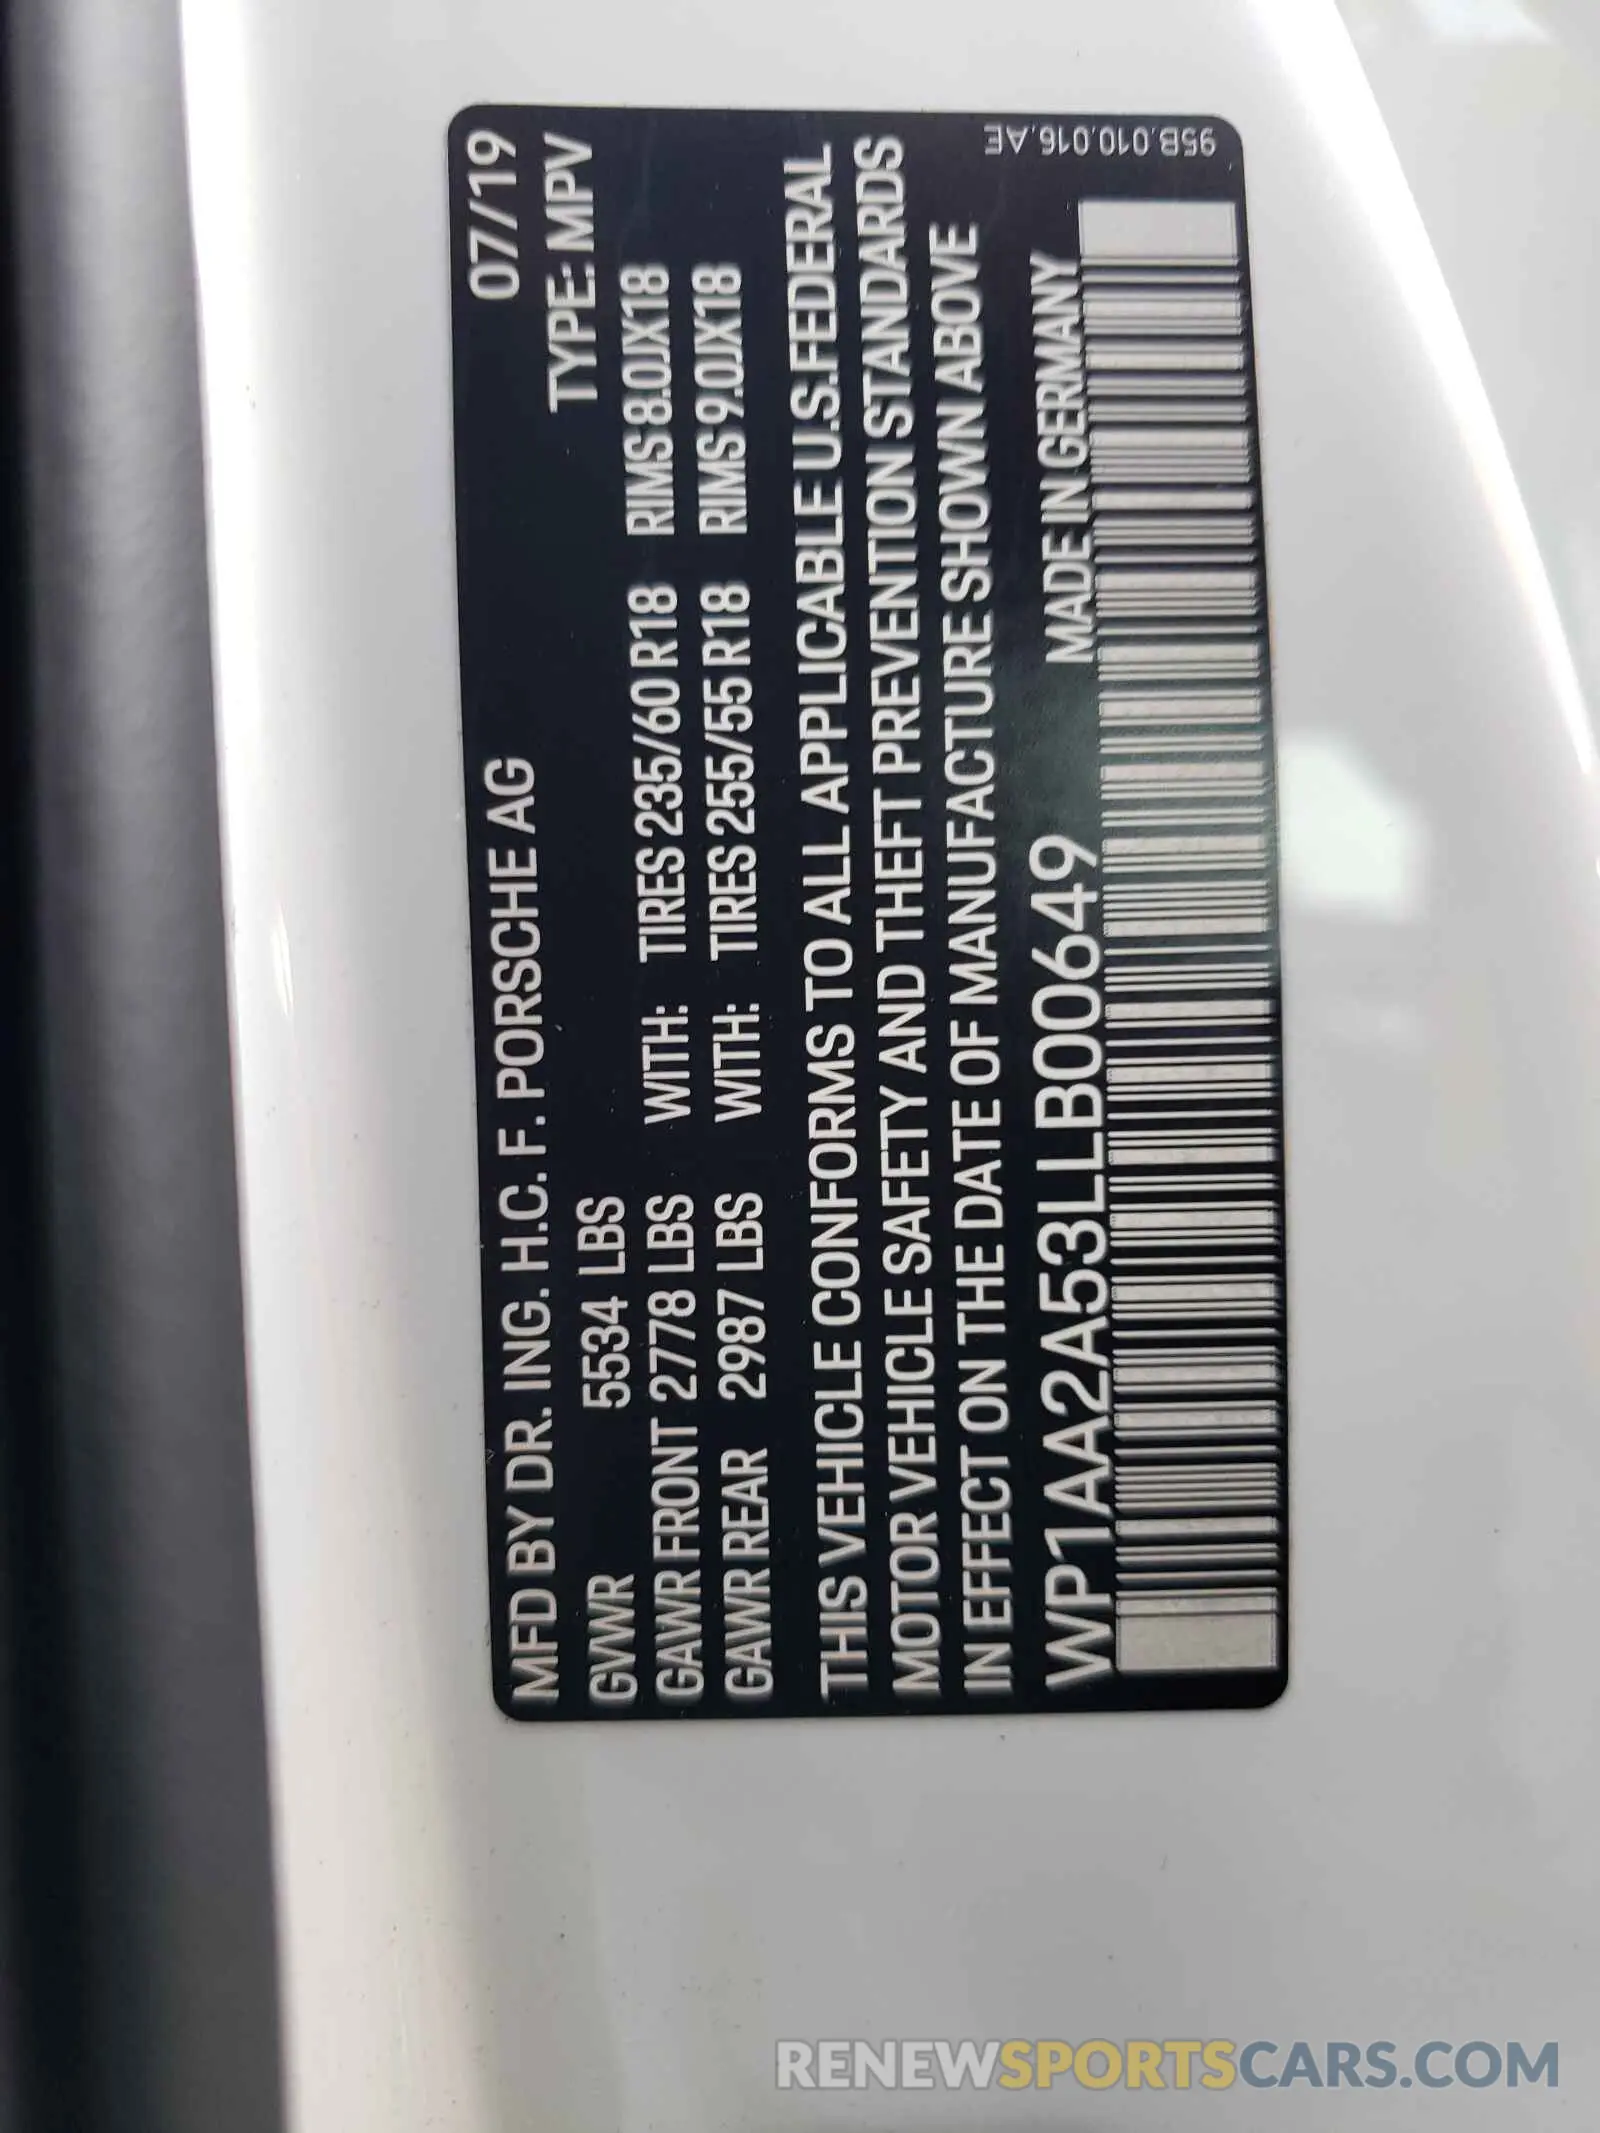 MFD BY DR. ING. H.C. F. PORSCHE AG 07/19
GVWR 5534 LBS TYPE: MPV
GAWR FRONT 2778 LBS WITH: TIRES 235/60 R18 RIMS 8.0JX18
GAWR REAR 2987 LBS WITH: TIRES 255/55 R18 RIMS 9.0JX18
THIS VEHICLE CONFORMS TO ALL APPLICABLE U.S. FEDERAL
MOTOR VEHICLE SAFETY AND THEFT PREVENTION STANDARDS
IN EFFECT ON THE DATE OF MANUFACTURE SHOWN ABOVE
WP1AA2A53LLB00649 MADE IN GERMANY
95B.010.016.AE
RENEWSPORTSCARS.COM